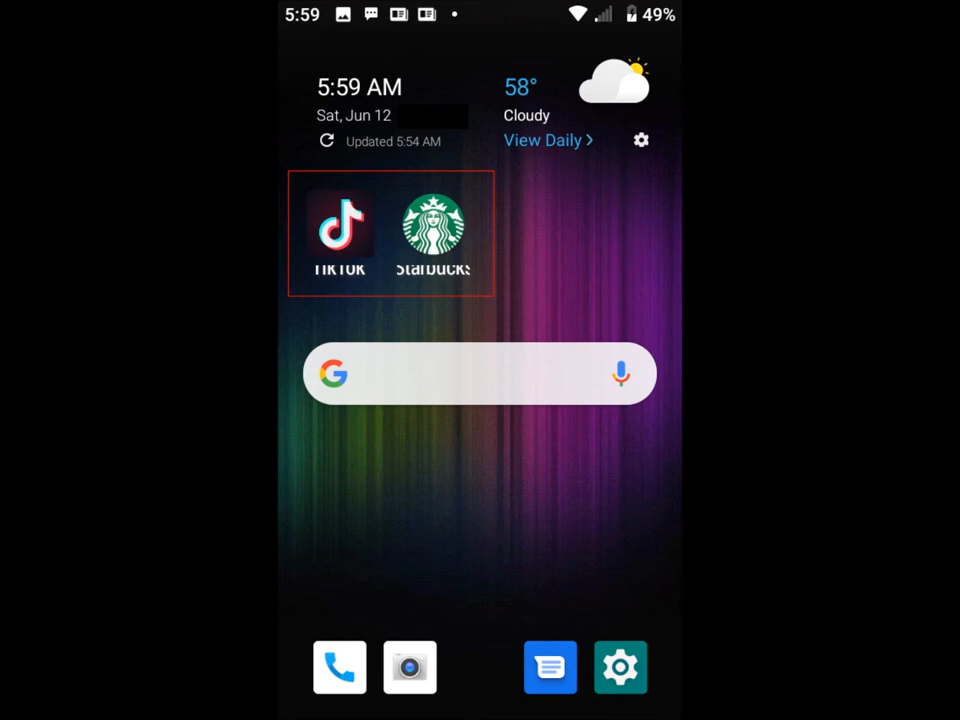 5:59 49%
5:59 AM 58°
Sat, Jun 12 Cloudy
Updated 5:54 AM View Daily >
TikTok Starbucks